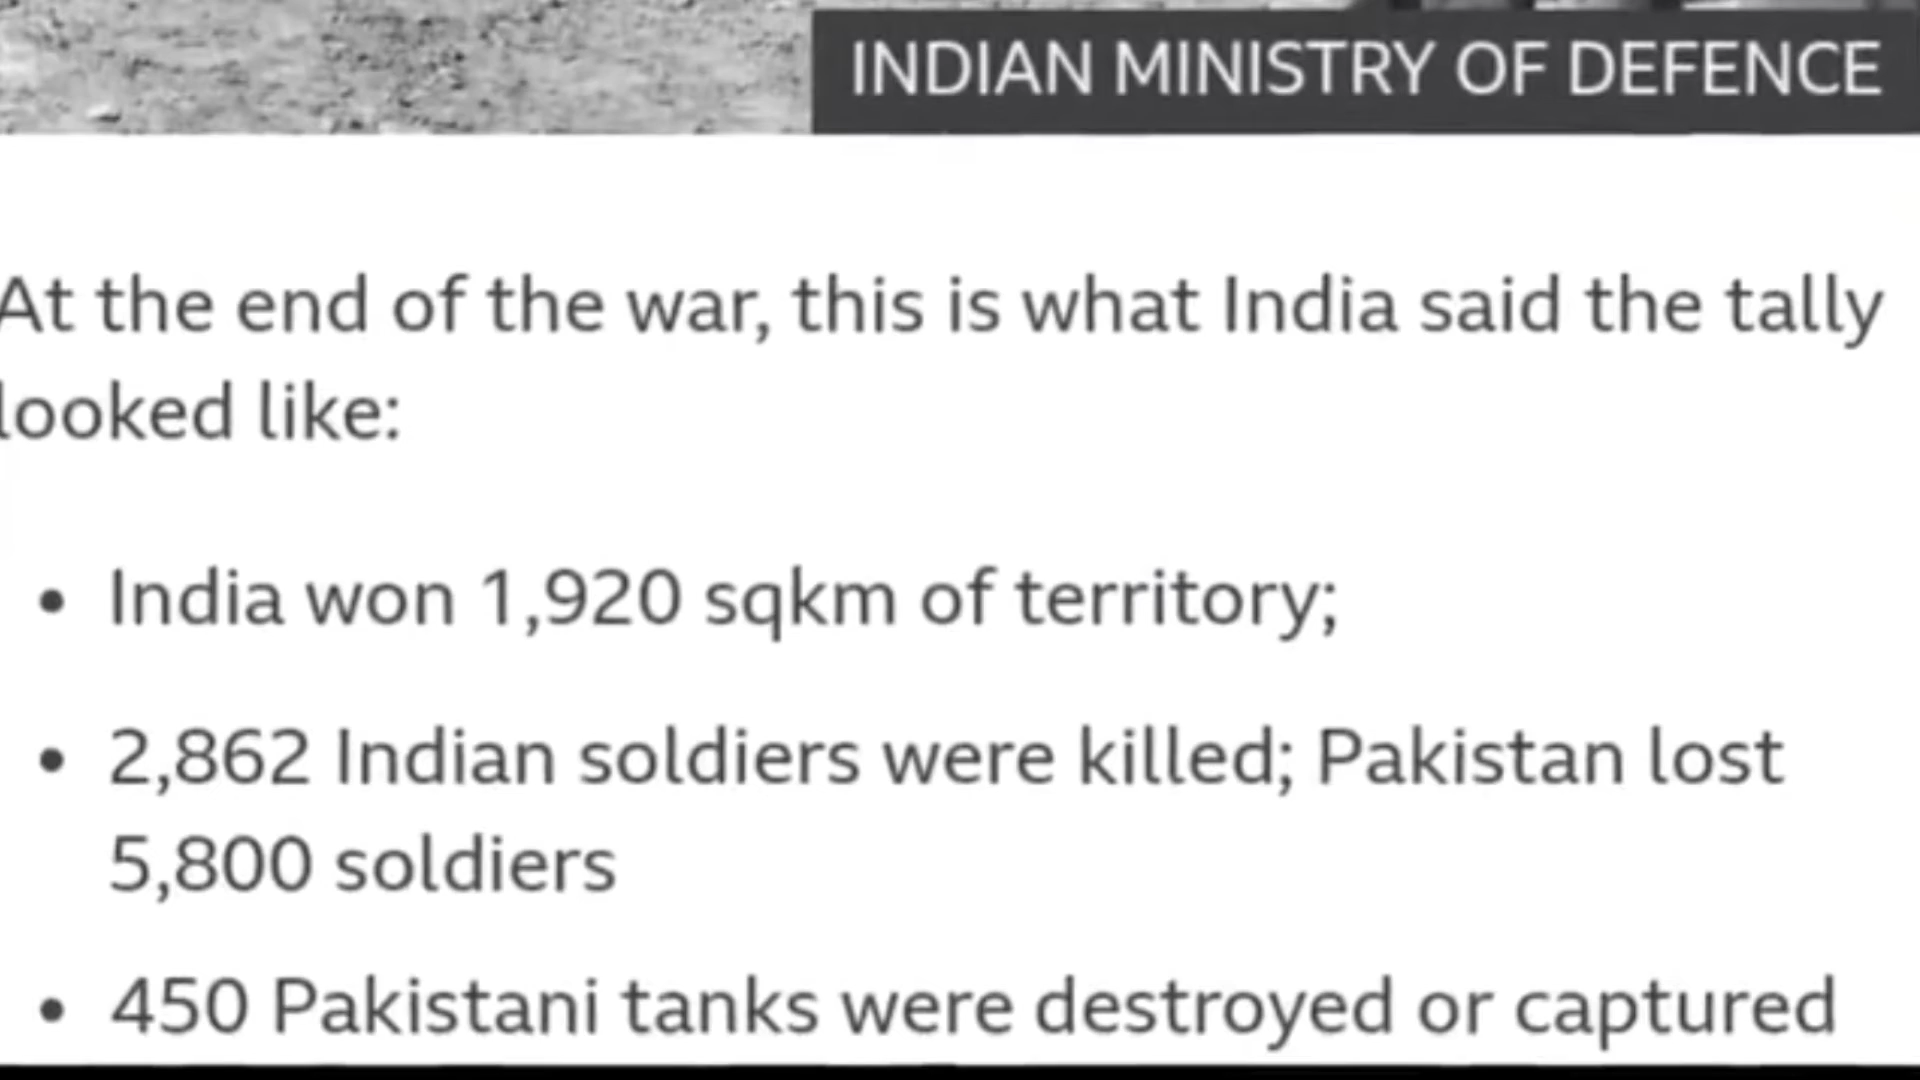 INDIAN MINISTRY OF DEFENCE
At the end of the war, this is what India said the tally
looked like:
• India won 1,920 sqkm of territory;
• 2,862 Indian soldiers were killed; Pakistan lost
5,800 soldiers
• 450 Pakistani tanks were destroyed or captured